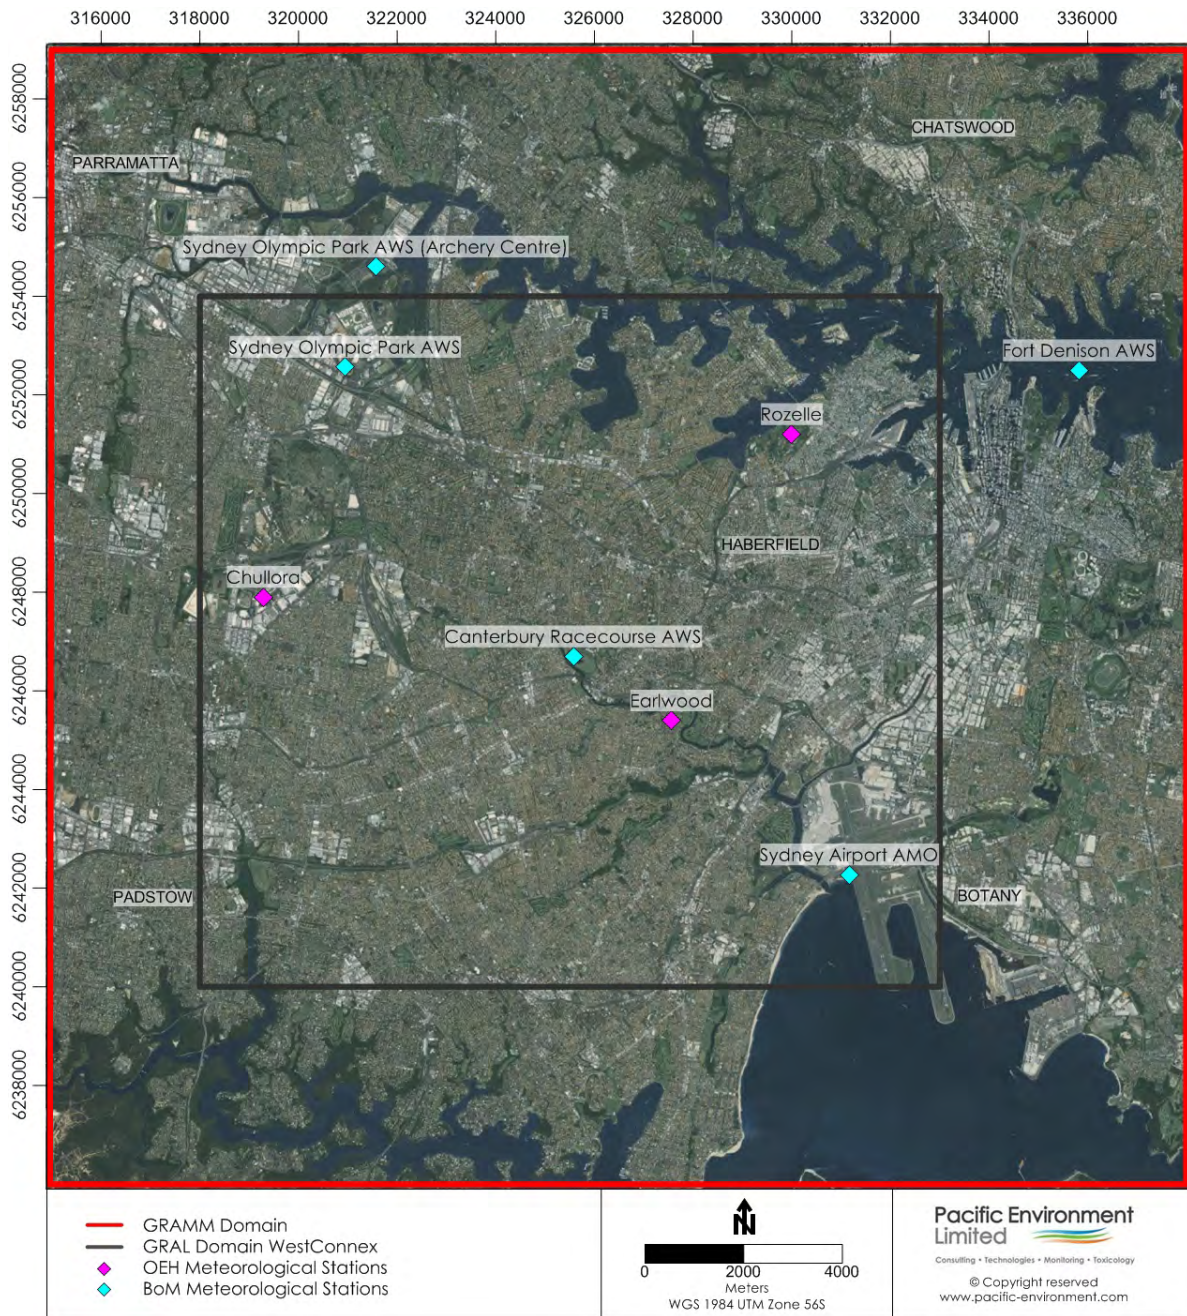 316000 318000 320000 322000 324000 326000 328000 330000 332000 334000 336000
6258000
CHATSWOOD
PARRAMATTA
6256000
Sydney Olympic Park AWS (Archery Centre)
6254000
Sydney Olympic Park AWS
Fort Denison AWS
6252000
Rozelle
6250000
HABERFIELD
Chullora
6248000
Canterbury Racecourse AWS
6246000
Earlwood
6244000
Sydney Airport AMO
6242000
PADSTOW
BOTANY
6240000
6238000
GRAMM Domain
GRAL Domain WestConnex
OEH Meteorological Stations
BoM Meteorological Stations
N
0 2000 4000
Meters
WGS 1984 UTM Zone 56S
Pacific Environment
Limited
Consulting • Technologies • Monitoring • Toxicology
© Copyright reserved
www.pacific-environment.com